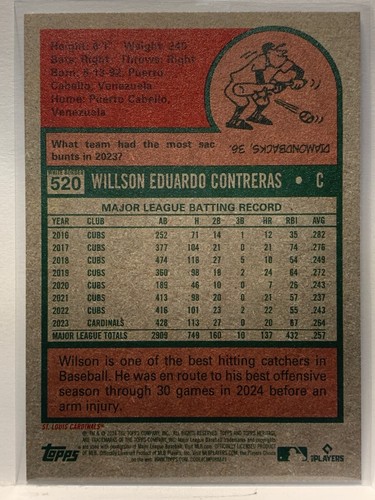 Height: 6'1" Weight: 245
Bats: Right Throws: Right
Born: 5-13-92, Puerto
Cabello, Venezuela
Home: Puerto Cabello,
Venezuela
DIAMONDBACKS, 36
What team had the most sac
bunts in 2023?
520 WILLSON EDUARDO CONTRERAS • C
MAJOR LEAGUE BATTING RECORD
YEAR CLUB AB H 2B 3B HR RBI AVG
2016 CUBS 252 71 14 1 12 35 .282
2017 CUBS 377 104 21 0 21 74 .276
2018 CUBS 474 118 27 5 10 54 .249
2019 CUBS 360 98 18 2 24 64 .272
2020 CUBS 189 46 10 0 7 26 .243
2021 CUBS 413 98 20 0 21 57 .237
2022 CUBS 416 101 23 2 22 55 .243
2023 CARDINALS 428 113 27 0 20 67 .264
MAJOR LEAGUE TOTALS 2909 749 160 10 137 432 .257
Wilson is one of the best hitting catchers in
Baseball. He was en route to his best offensive
season through 30 games in 2024 before an
arm injury.
ST. LOUIS CARDINALS
Topps
MLB PLAYERS